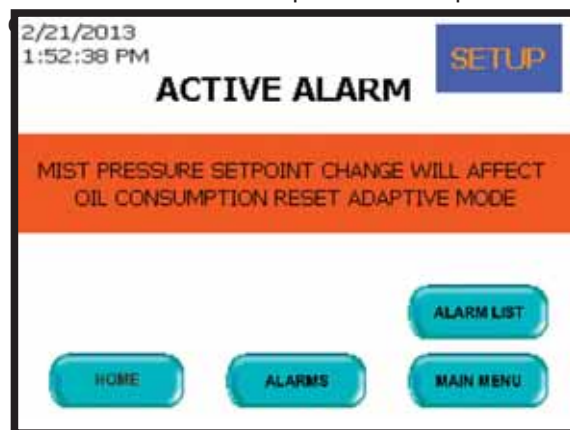 2/21/2013
1:52:38 PM
SETUP
ACTIVE ALARM
MIST PRESSURE SETPOINT CHANGE WILL AFFECT
OIL CONSUMPTION RESET ADAPTIVE MODE
ALARM LIST
HOME
ALARMS
MAIN MENU